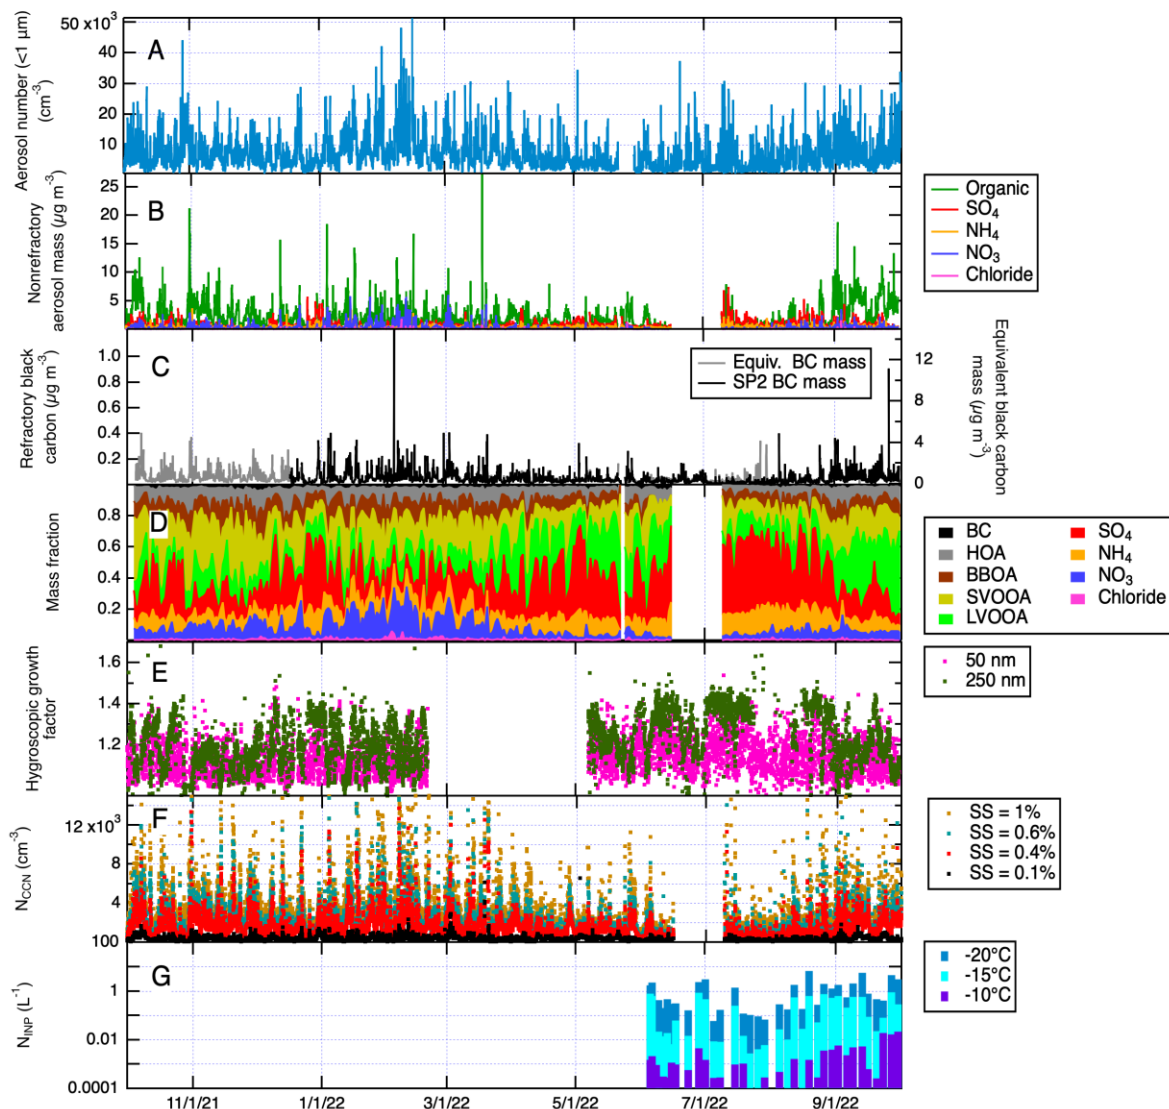 A
Aerosol number (<1 µm)
(cm⁻³)
50 x10³
40
30
20
10
B
Nonrefractory
aerosol mass (µg m⁻³)
25
20
15
10
5
Organic
SO₄
NH₄
NO₃
Chloride
C
Refractory black
carbon (µg m⁻³)
1.0
0.8
0.6
0.4
0.2
Equiv. BC mass
SP2 BC mass
12
8
4
0
Equivalent black carbon
mass (µg m⁻³)
D
Mass fraction
0.8
0.6
0.4
0.2
BC
HOA
BBOA
SVOOA
LVOOA
SO₄
NH₄
NO₃
Chloride
E
Hygroscopic growth
factor
1.6
1.4
1.2
50 nm
250 nm
F
N_CCN (cm⁻³)
12 x10³
8
4
100
SS = 1%
SS = 0.6%
SS = 0.4%
SS = 0.1%
G
N_INP (L⁻¹)
1
0.01
0.0001
-20°C
-15°C
-10°C
11/1/21
1/1/22
3/1/22
5/1/22
7/1/22
9/1/22